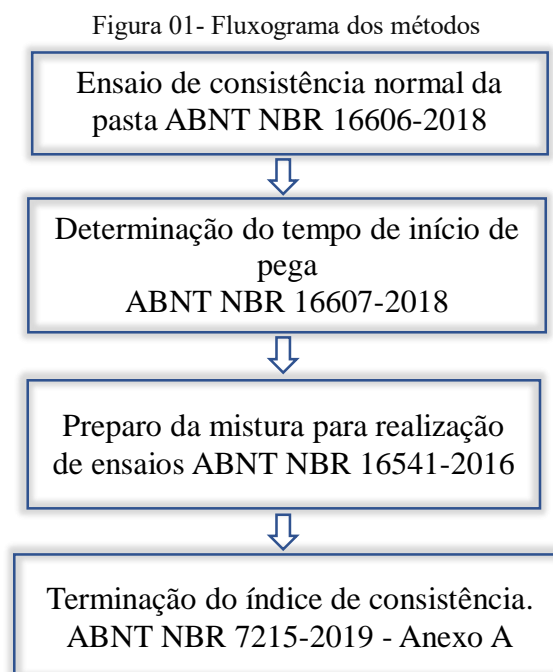 Figura 01- Fluxograma dos métodos
Ensaio de consistência normal da
pasta ABNT NBR 16606-2018
Determinação do tempo de início de
pega
ABNT NBR 16607-2018
Preparo da mistura para realização
de ensaios ABNT NBR 16541-2016
Terminação do índice de consistência.
ABNT NBR 7215-2019 - Anexo A